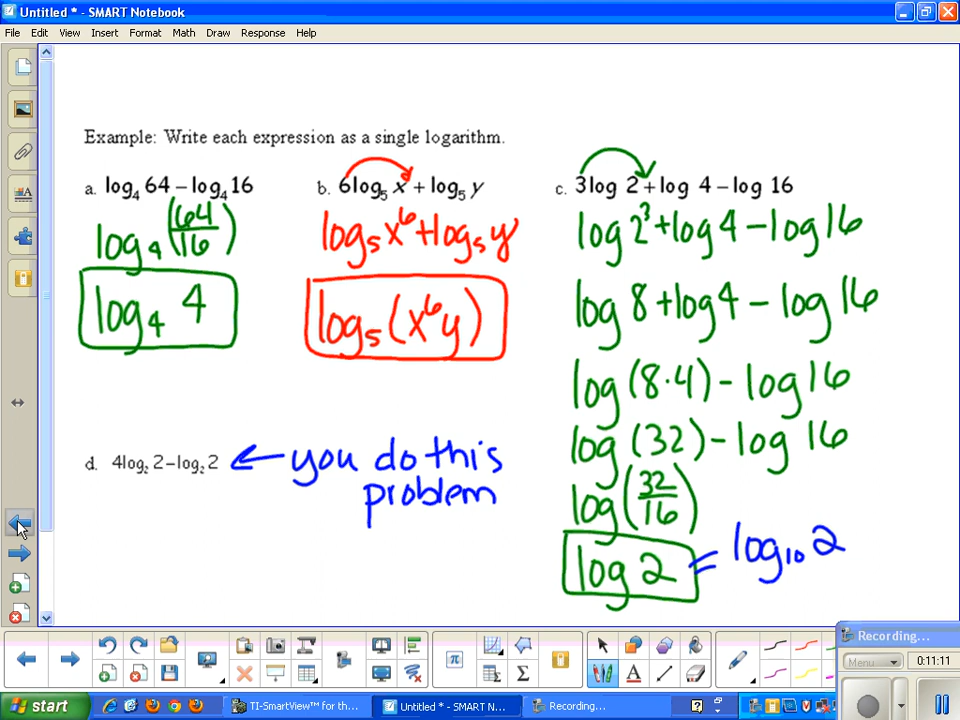 Untitled * - SMART Notebook
File Edit View Insert Format Math Draw Response Help
Example: Write each expression as a single logarithm.
a. log₄ 64 – log₄ 16
log₄ (64/16)
log₄ 4
b. 6log₅ x + log₅ y
log₅ x⁶ + log₅ y
log₅ (x⁶y)
c. 3log 2 + log 4 – log 16
log 2³ + log 4 – log 16
log 8 + log 4 – log 16
log (8·4) – log 16
log (32) – log 16
log (32/16)
log 2 = log₁₀ 2
d. 4log₂ 2 – log₂ 2
you do this
problem
Recording...
Menu
0:11:11
start
TI-SmartView™ for th...
Untitled * - SMART N...
Recording...